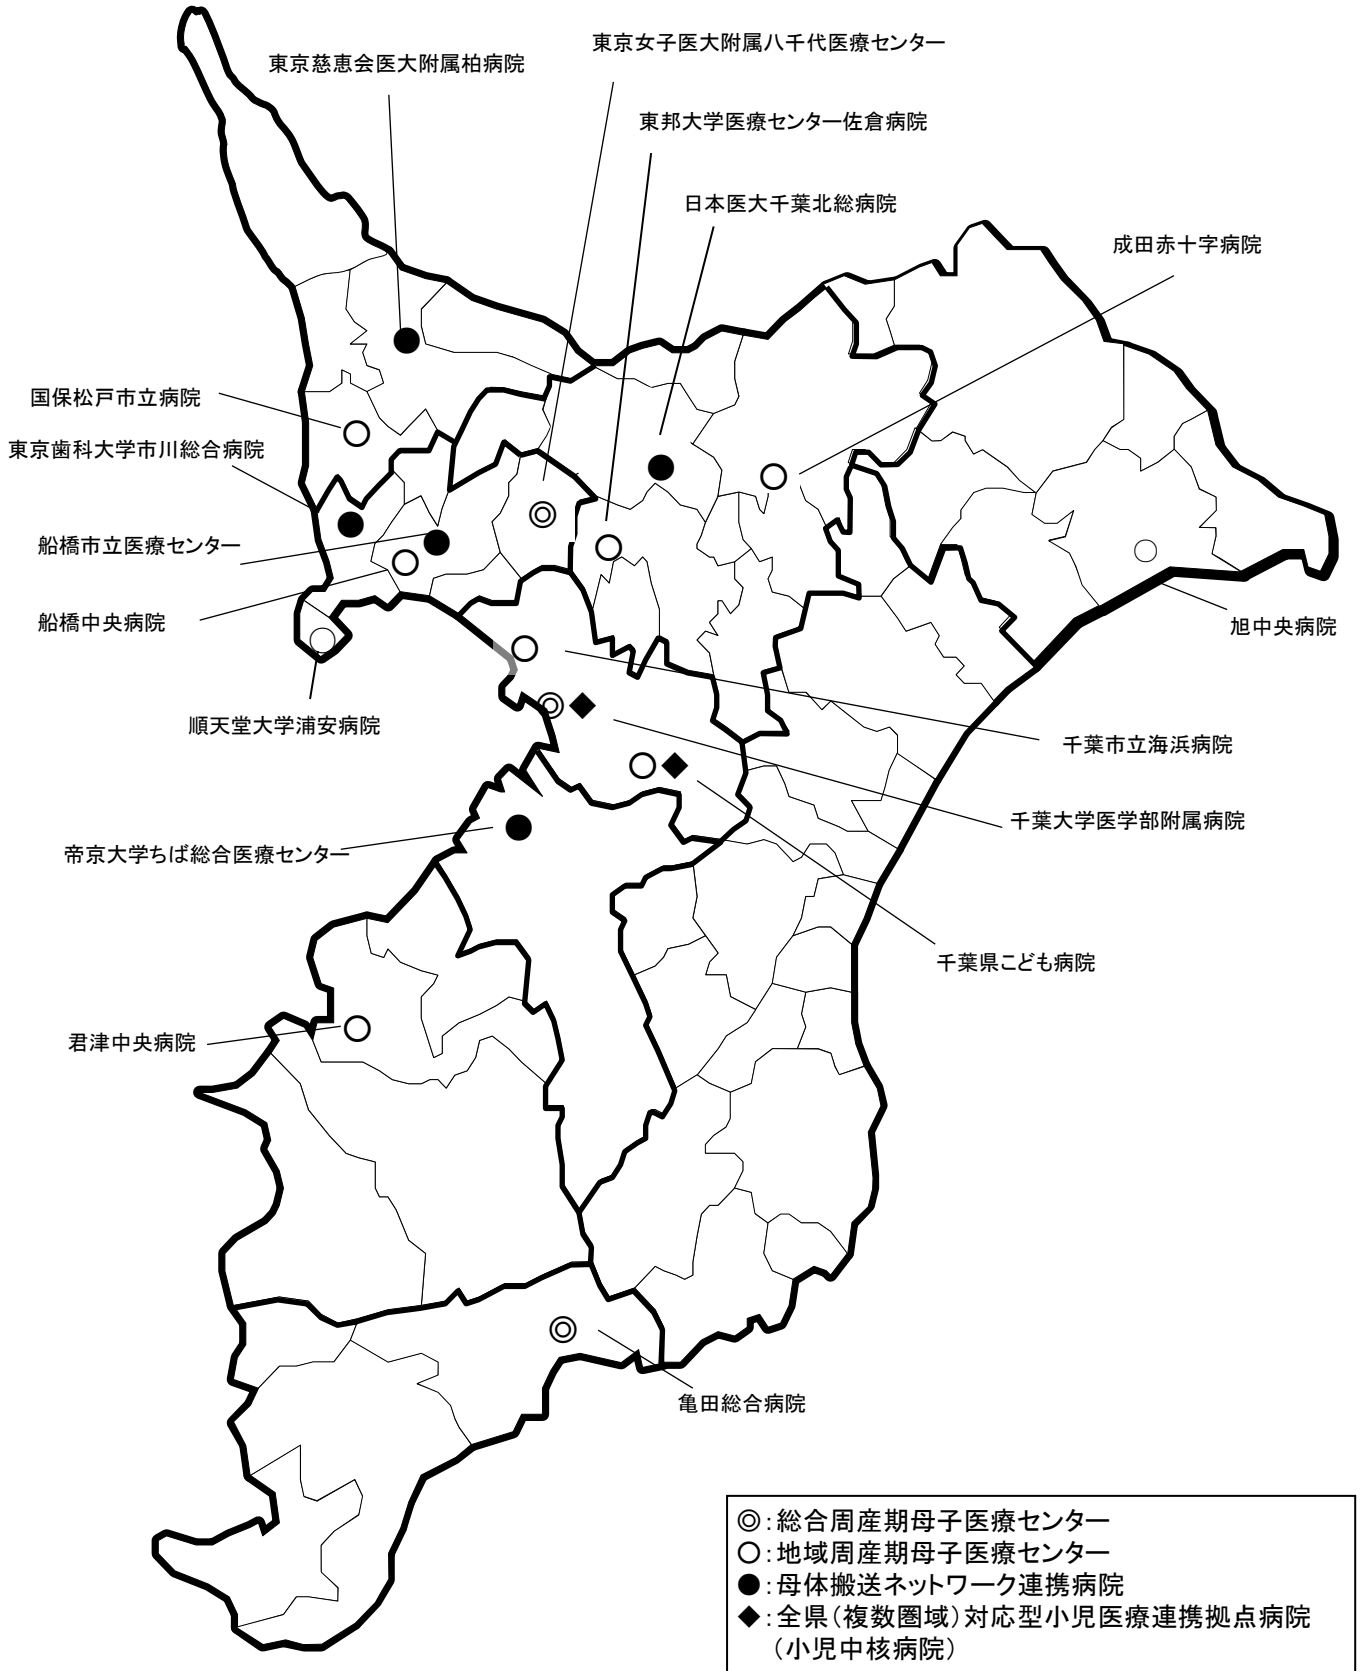 東京女子医大附属八千代医療センター
東京慈恵会医大附属柏病院
東邦大学医療センター佐倉病院
日本医大千葉北総病院
成田赤十字病院
国保松戸市立病院
東京歯科大学市川総合病院
船橋市立医療センター
船橋中央病院
旭中央病院
順天堂大学浦安病院
千葉市立海浜病院
千葉大学医学部附属病院
帝京大学ちば総合医療センター
千葉県こども病院
君津中央病院
亀田総合病院
◎:総合周産期母子医療センター
○:地域周産期母子医療センター
●:母体搬送ネットワーク連携病院
◆:全県(複数圏域)対応型小児医療連携拠点病院
(小児中核病院)